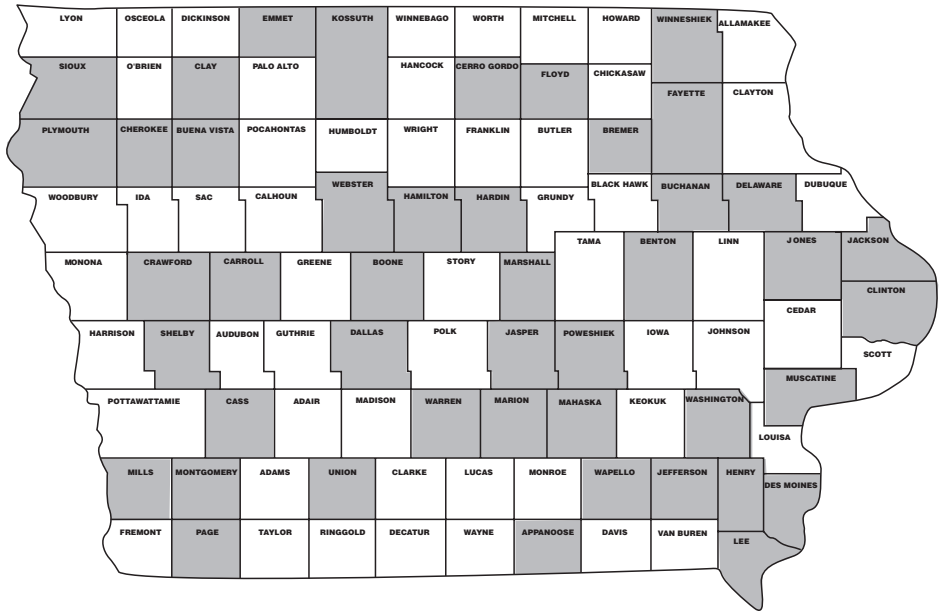 LYON OSCEOLA DICKINSON EMMET KOSSUTH WINNEBAGO WORTH MITCHELL HOWARD WINNESHIEK ALLAMAKEE
SIOUX O'BRIEN CLAY PALO ALTO HANCOCK CERRO GORDO FLOYD CHICKASAW
FAYETTE CLAYTON
PLYMOUTH CHEROKEE BUENA VISTA POCAHONTAS HUMBOLDT WRIGHT FRANKLIN BUTLER BREMER
WOODBURY IDA SAC CALHOUN WEBSTER HAMILTON HARDIN GRUNDY BLACK HAWK BUCHANAN DELAWARE DUBUQUE
TAMA BENTON LINN JONES JACKSON
MONONA CRAWFORD CARROLL GREENE BOONE STORY MARSHALL
CLINTON
CEDAR
HARRISON SHELBY AUDUBON GUTHRIE DALLAS POLK JASPER POWESHIEK IOWA JOHNSON
SCOTT
MUSCATINE
POTTAWATTAMIE CASS ADAIR MADISON WARREN MARION MAHASKA KEOKUK WASHINGTON
LOUISA
MILLS MONTGOMERY ADAMS UNION CLARKE LUCAS MONROE WAPELLO JEFFERSON HENRY
DES MOINES
FREMONT PAGE TAYLOR RINGGOLD DECATUR WAYNE APPANOOSE DAVIS VAN BUREN
LEE